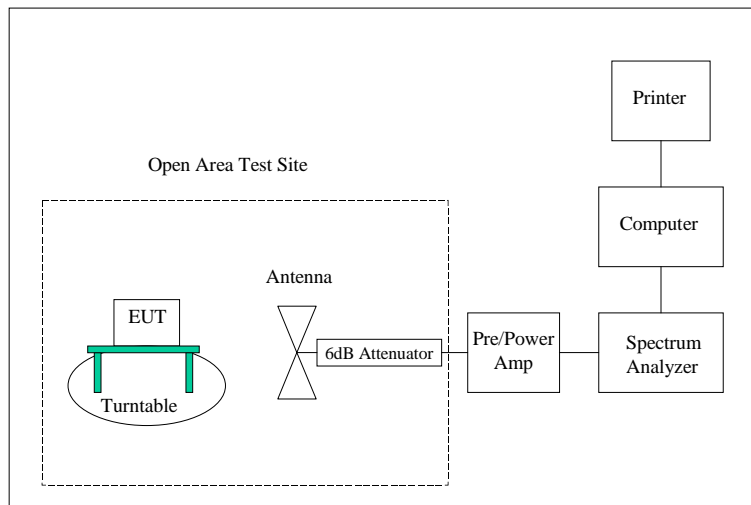 Printer
Open Area Test Site
Computer
Antenna
EUT
6dB Attenuator
Pre/Power
Amp
Spectrum
Analyzer
Turntable